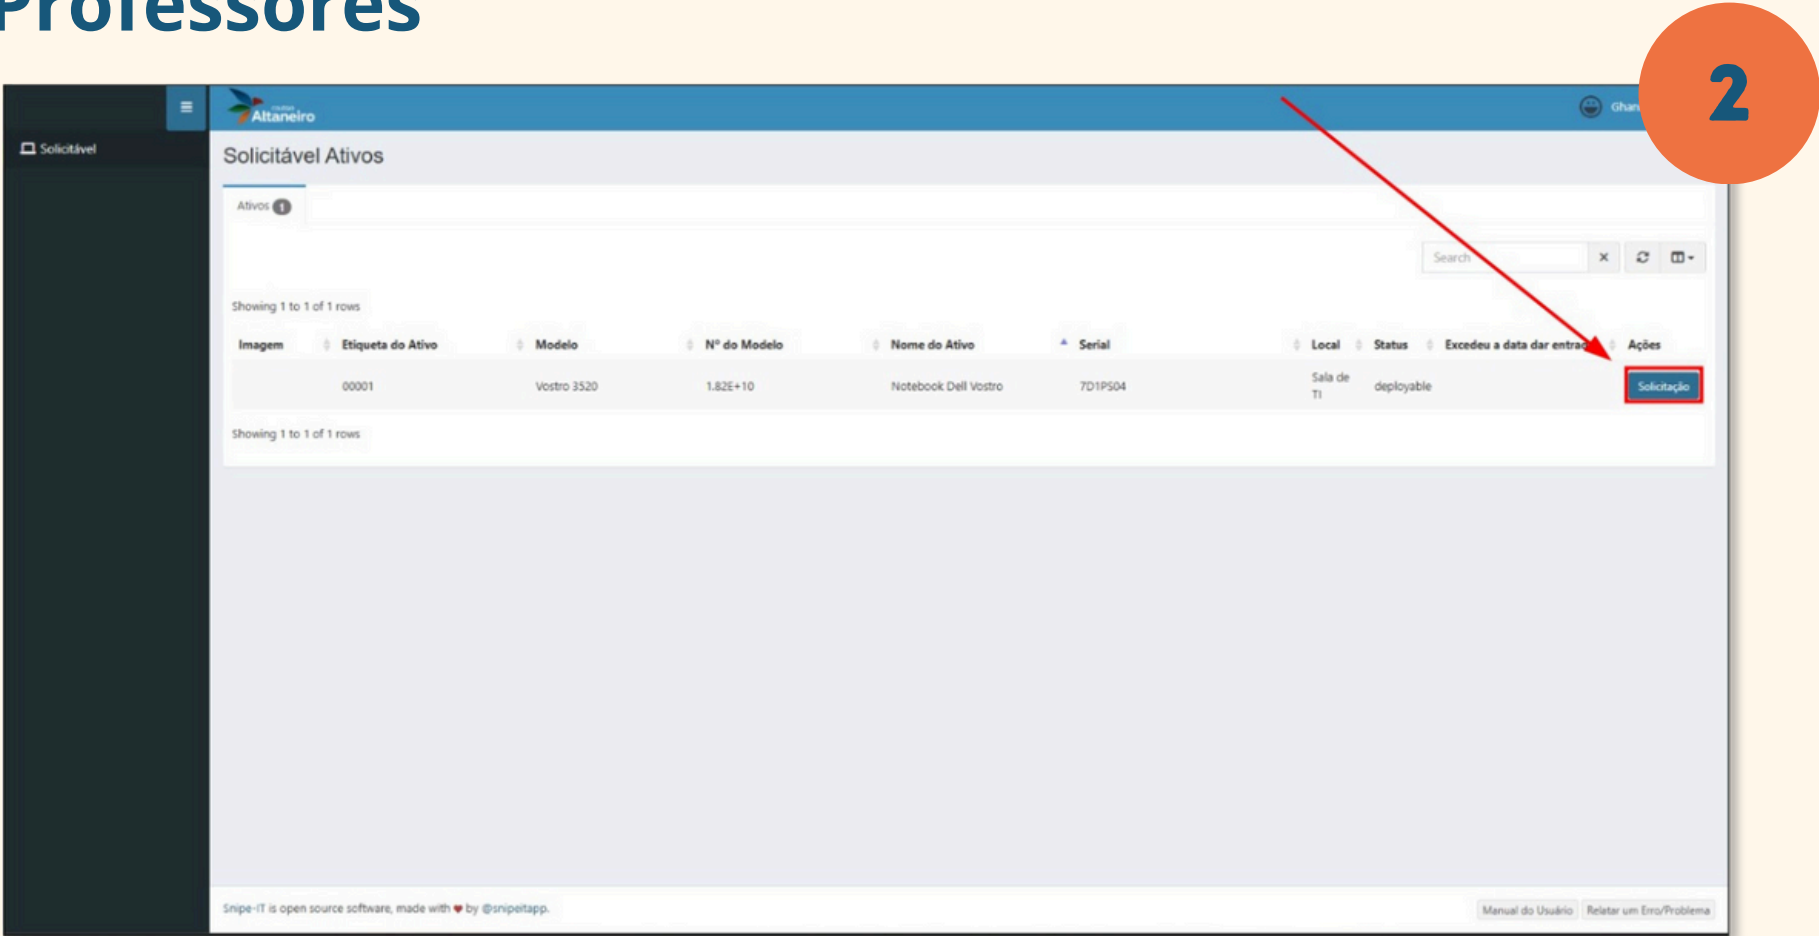 Professores
2
Altaneiro
Solicitável
Solicitável Ativos
Ativos 1
Search
Showing 1 to 1 of 1 rows
Imagem Etiqueta do Ativo Modelo Nº do Modelo Nome do Ativo Serial Local Status Excedeu a data dar entrad Ações
00001 Vostro 3520 1.82E+10 Notebook Dell Vostro 7D1PS04 Sala de TI deployable Solicitação
Showing 1 to 1 of 1 rows
Snipe-IT is open source software, made with ♥ by @snipeitapp.
Manual do Usuário Relatar um Erro/Problema